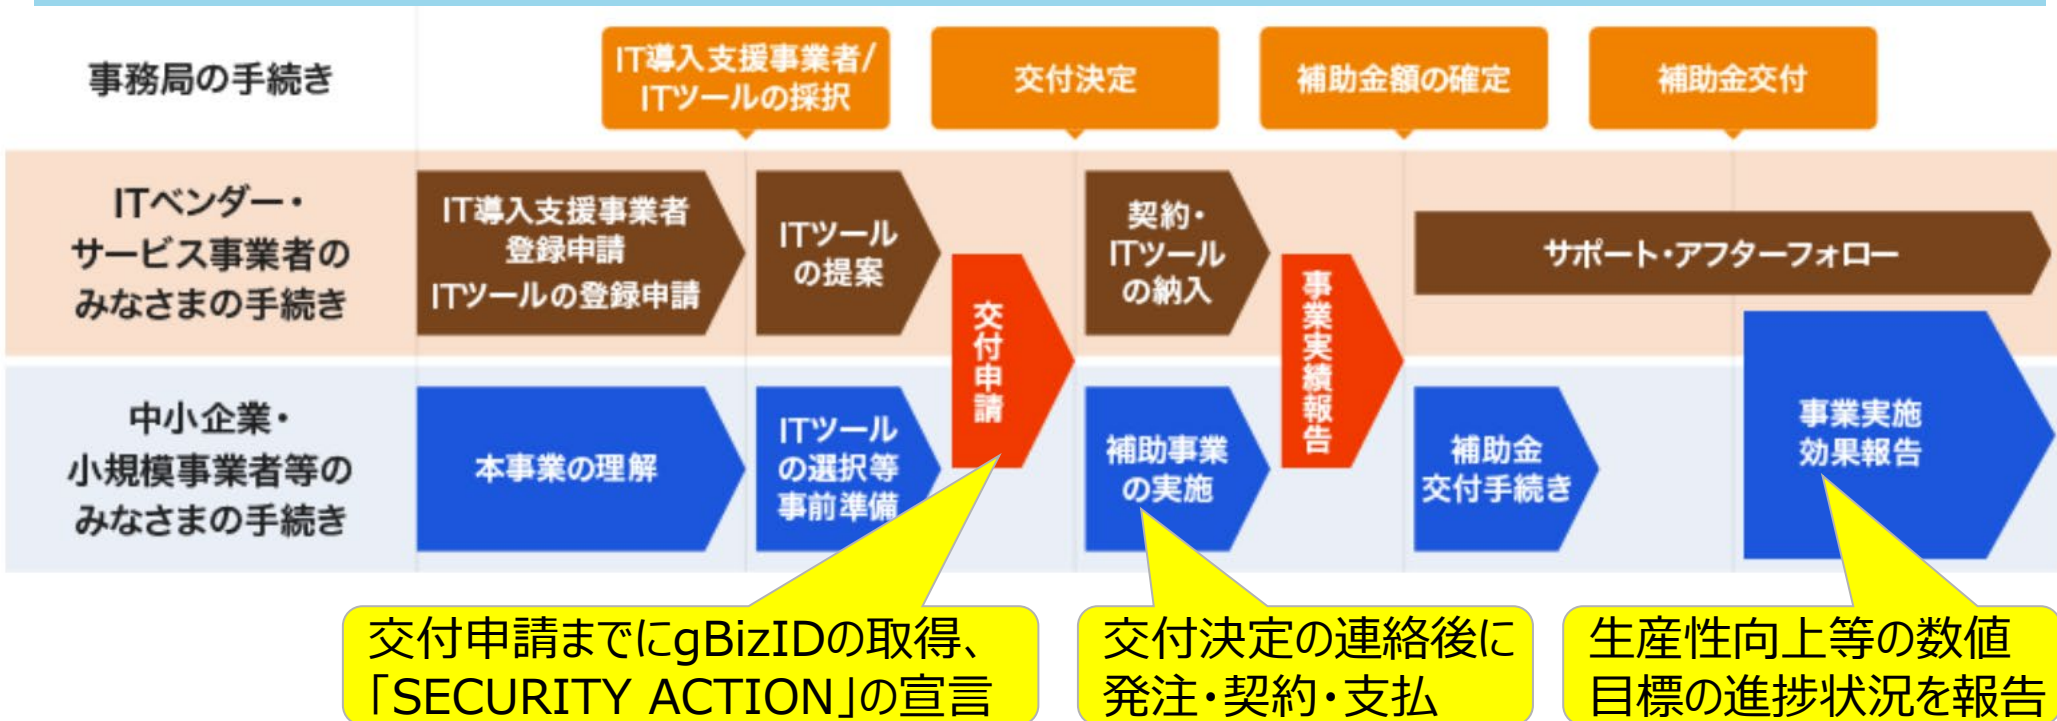 事務局の手続き
IT導入支援事業者/
ITツールの採択
交付決定
補助金額の確定
補助金交付
ITベンダー・
サービス事業者の
みなさまの手続き
IT導入支援事業者
登録申請
ITツールの登録申請
ITツール
の提案
交付申請
契約・
ITツール
の納入
事業実績報告
サポート・アフターフォロー
中小企業・
小規模事業者等の
みなさまの手続き
本事業の理解
ITツール
の選択等
事前準備
補助事業
の実施
補助金
交付手続き
事業実施
効果報告
交付申請までにgBizIDの取得、
「SECURITY ACTION」の宣言
交付決定の連絡後に
発注・契約・支払
生産性向上等の数値
目標の進捗状況を報告